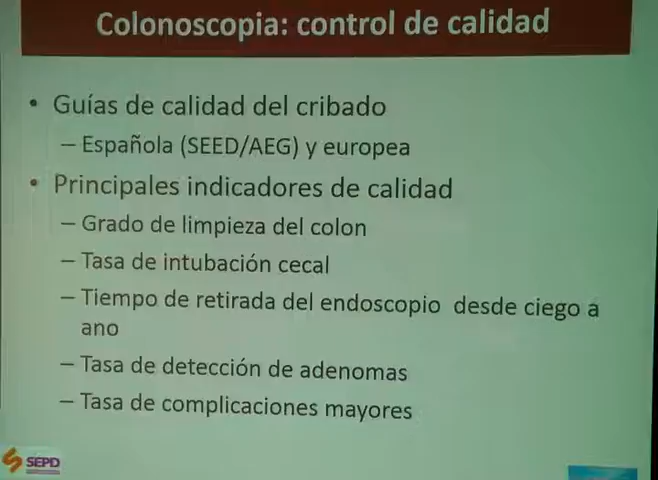 Colonoscopia: control de calidad
• Guías de calidad del cribado
– Española (SEED/AEG) y europea
• Principales indicadores de calidad
– Grado de limpieza del colon
– Tasa de intubación cecal
– Tiempo de retirada del endoscopio desde ciego a
ano
– Tasa de detección de adenomas
– Tasa de complicaciones mayores
SEPD